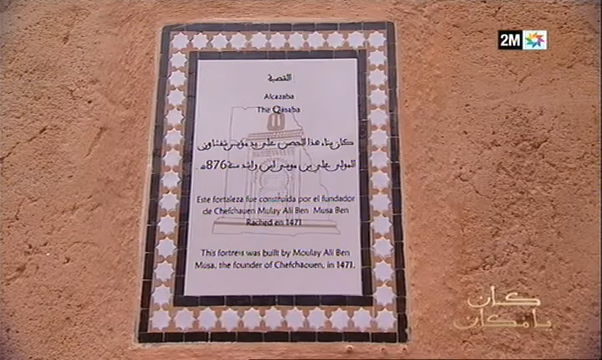 2M
القصبة
Alcazaba
The Qasaba
كان بناء هذا الحصن على يد مؤسس شفشاون
المولى علي بن موسى ابن راشد سنة 876هـ
Este fortaleza fue construida por el fundador
de Chefchauen Mulay Ali Ben Musa Ben
Rached en 1471
This fortress was built by Moulay Ali Ben
Musa, the founder of Chefchaouen, in 1471.
كان
يا مكان